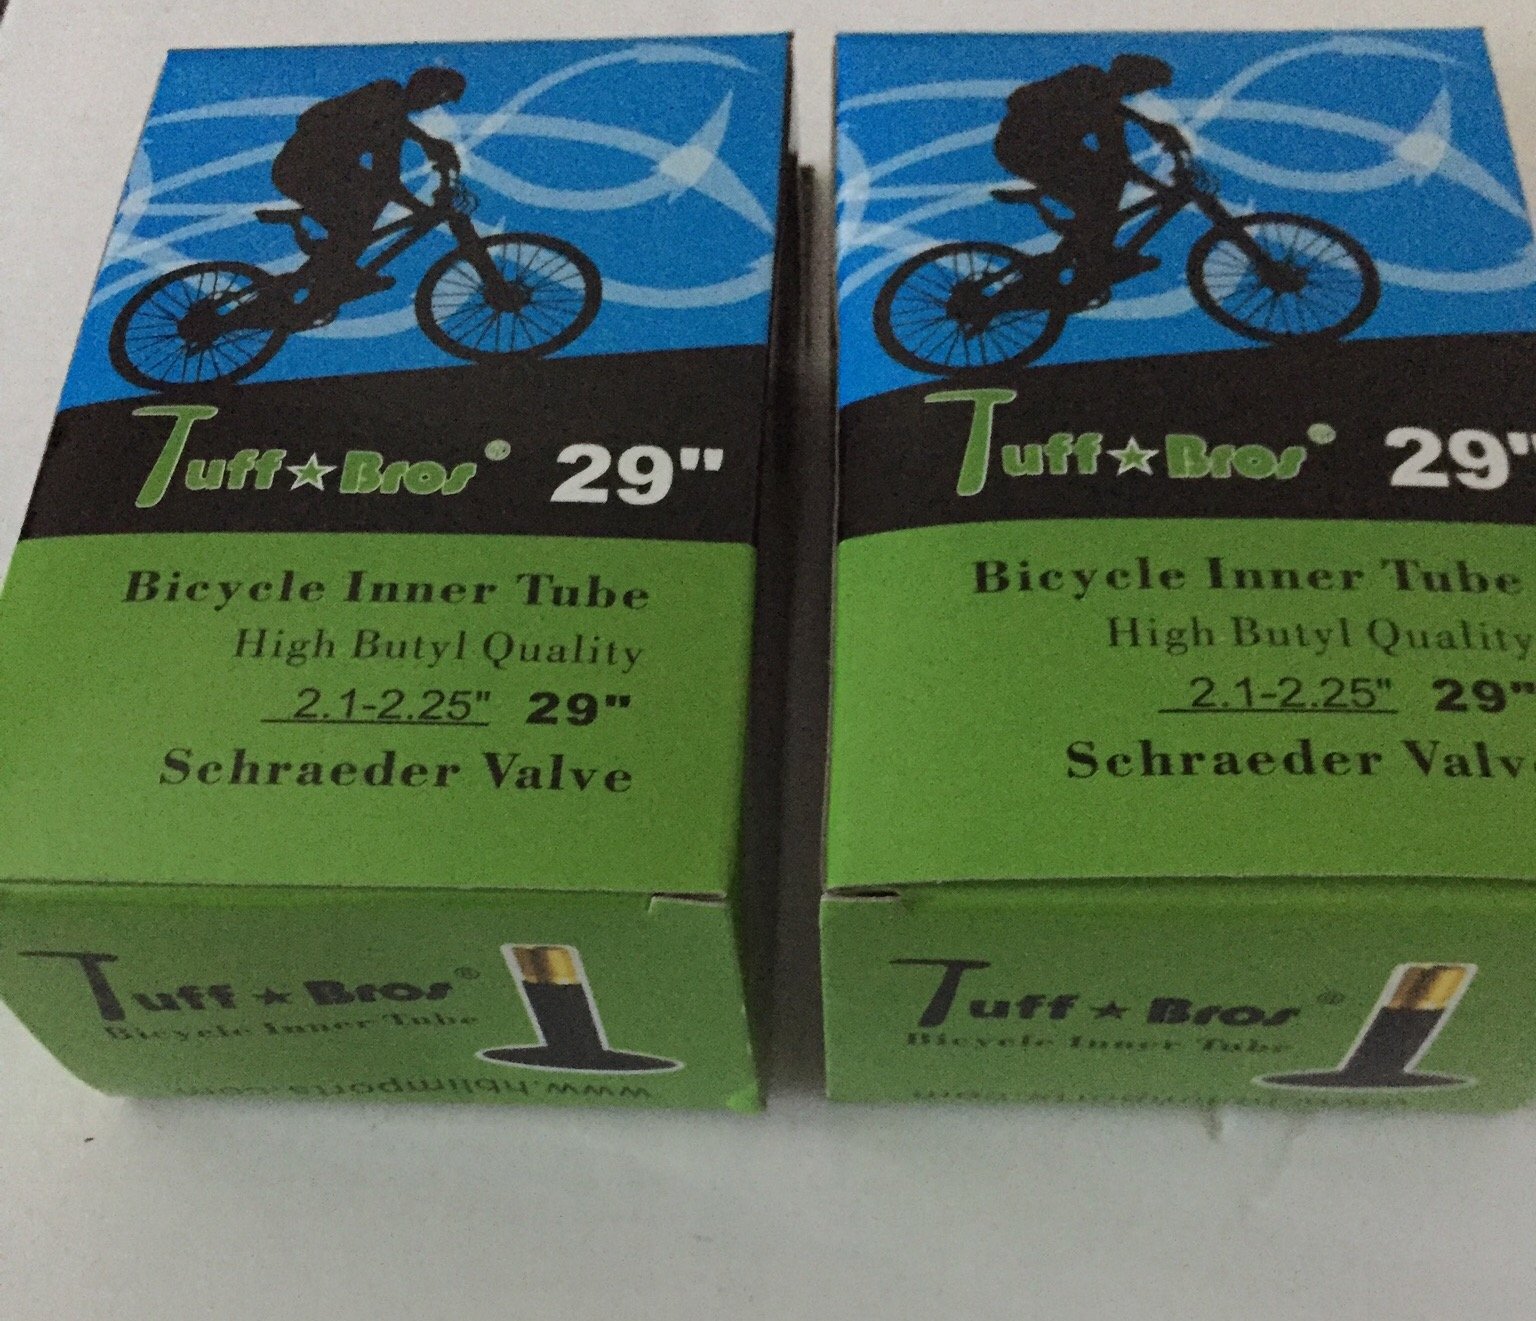 Tuff★Bros® 29"
Bicycle Inner Tube
High Butyl Quality
2.1-2.25" 29"
Schraeder Valve
Tuff★Bros®
Bicycle Inner Tube
Tuff★Bros® 29"
Bicycle Inner Tube
High Butyl Quality
2.1-2.25" 29"
Schraeder Valv
Tuff★Bros®
Bicycle Inner Tube